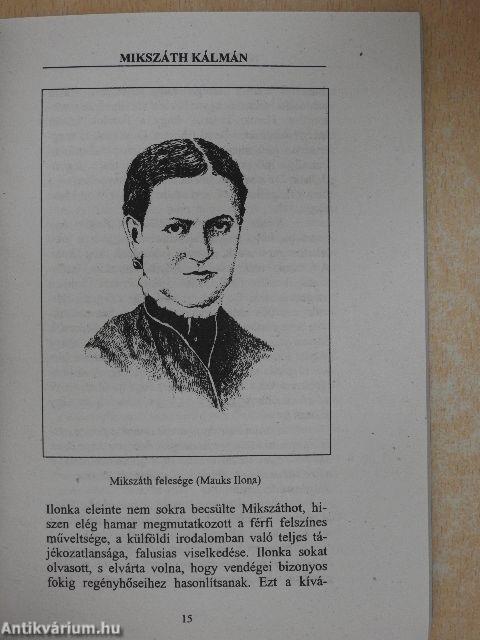 MIKSZÁTH KÁLMÁN
Mikszáth felesége (Mauks Ilona)
Ilonka eleinte nem sokra becsülte Mikszáthot, hi-
szen elég hamar megmutatkozott a férfi felszínes
műveltsége, a külföldi irodalomban való teljes tá-
jékozatlansága, falusias viselkedése. Ilonka sokat
olvasott, s elvárta volna, hogy vendégei bizonyos
fokig regényhőseihez hasonlítsanak. Ezt a kívá-
15
Antikvárium.hu